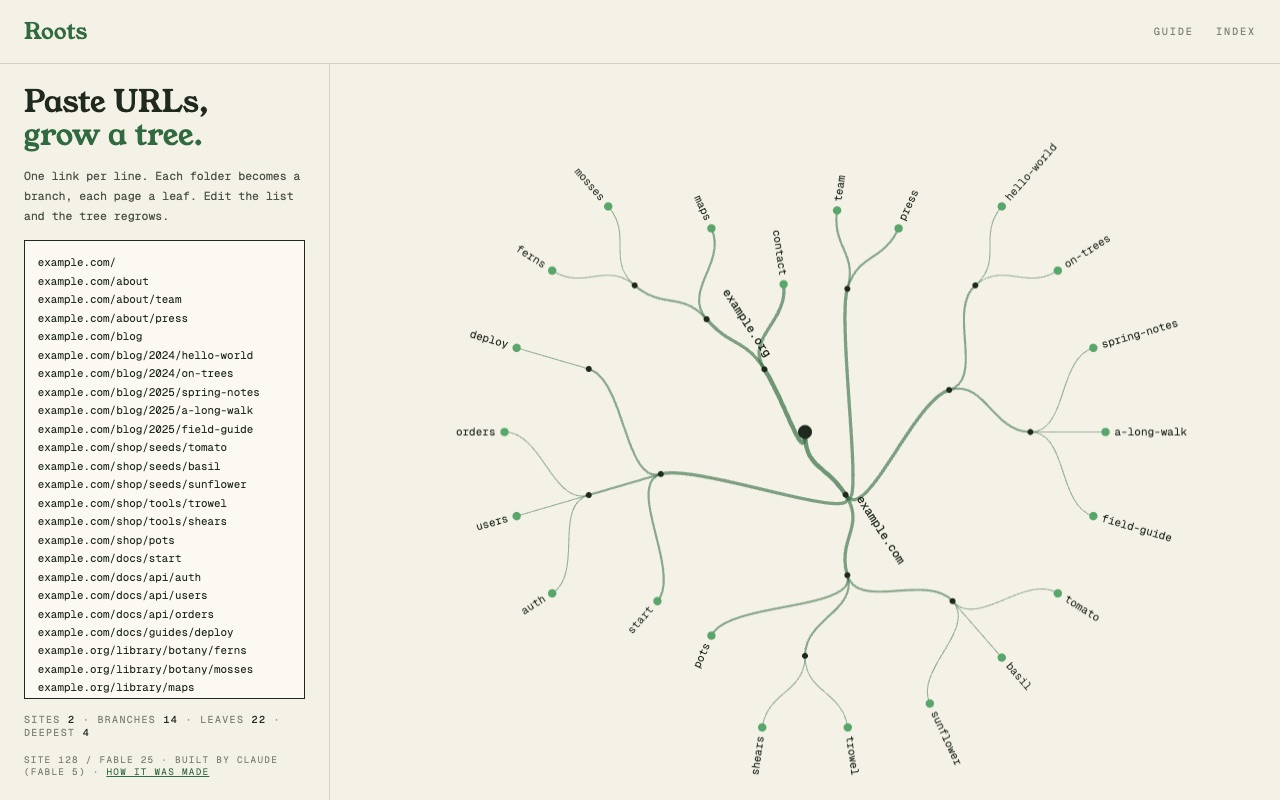 Roots
GUIDE INDEX
Paste URLs,
grow a tree.
One link per line. Each folder becomes a
branch, each page a leaf. Edit the list
and the tree regrows.
example.com/
example.com/about
example.com/about/team
example.com/about/press
example.com/blog
example.com/blog/2024/hello-world
example.com/blog/2024/on-trees
example.com/blog/2025/spring-notes
example.com/blog/2025/a-long-walk
example.com/blog/2025/field-guide
example.com/shop/seeds/tomato
example.com/shop/seeds/basil
example.com/shop/seeds/sunflower
example.com/shop/tools/trowel
example.com/shop/tools/shears
example.com/shop/pots
example.com/docs/start
example.com/docs/api/auth
example.com/docs/api/users
example.com/docs/api/orders
example.com/docs/guides/deploy
example.org/library/botany/ferns
example.org/library/botany/mosses
example.org/library/maps
SITES 2 · BRANCHES 14 · LEAVES 22 ·
DEEPEST 4
SITE 128 / FABLE 25 · BUILT BY CLAUDE
(FABLE 5) · HOW IT WAS MADE
hello-world
mosses
team
maps
press
contact
on-trees
ferns
example.org
spring-notes
deploy
orders
a-long-walk
users
field-guide
example.com
auth
start
tomato
pots
basil
sunflower
shears
trowel